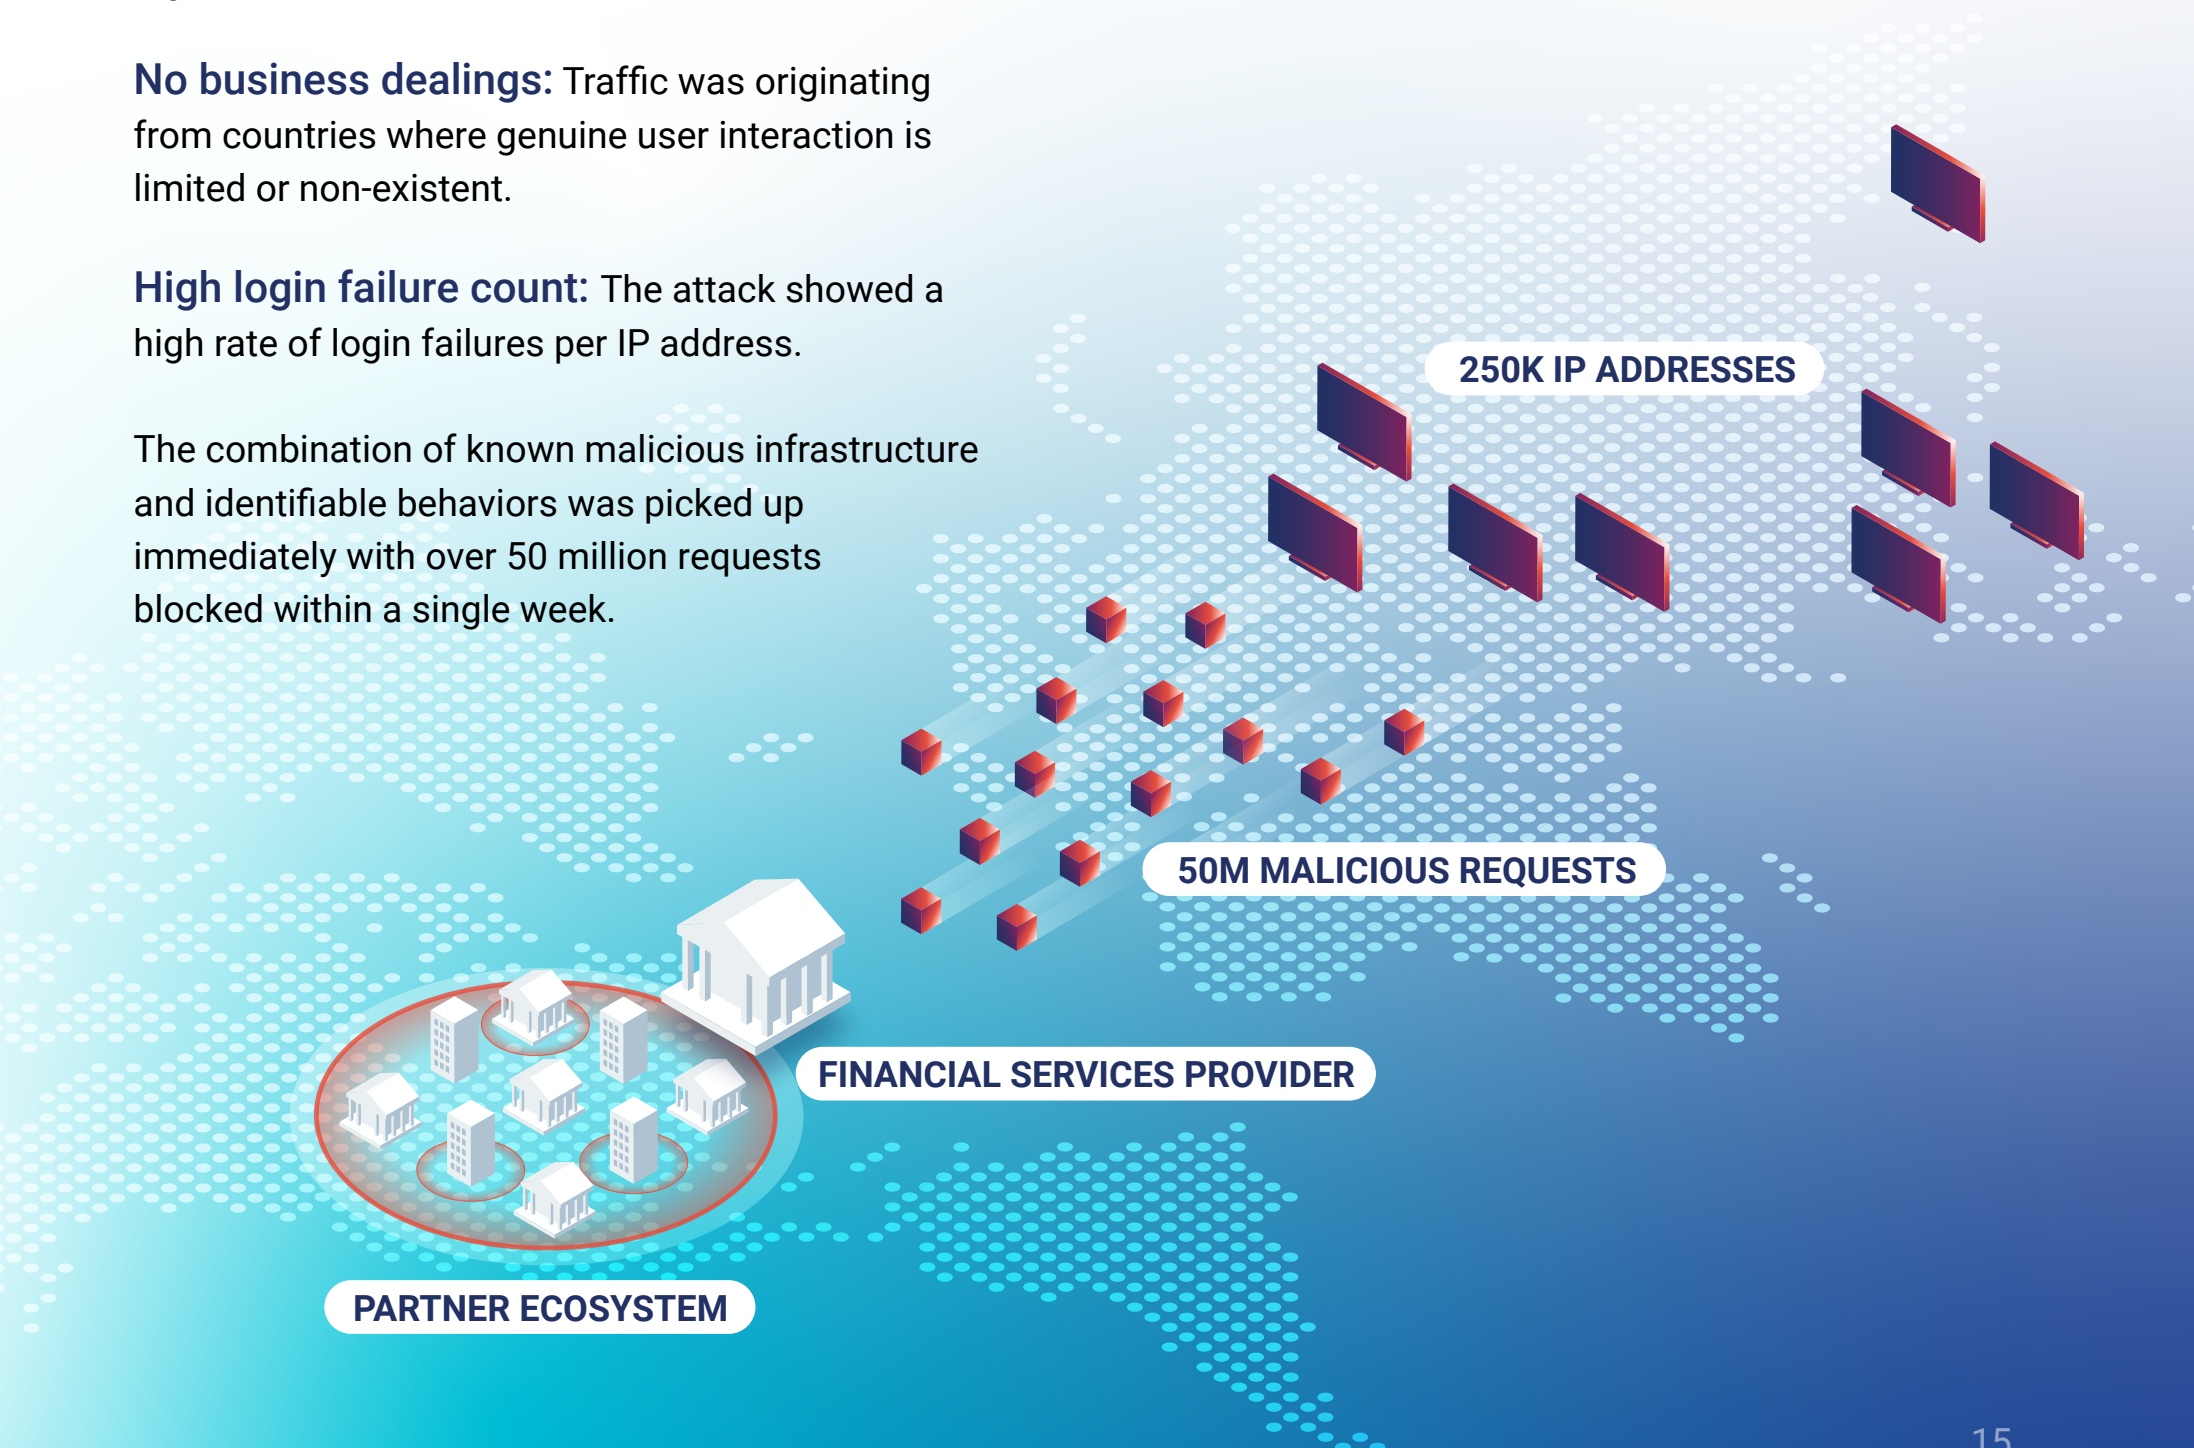 No business dealings: Traffic was originating
from countries where genuine user interaction is
limited or non-existent.
High login failure count: The attack showed a
high rate of login failures per IP address.
The combination of known malicious infrastructure
and identifiable behaviors was picked up
immediately with over 50 million requests
blocked within a single week.
250K IP ADDRESSES
50M MALICIOUS REQUESTS
FINANCIAL SERVICES PROVIDER
PARTNER ECOSYSTEM
15